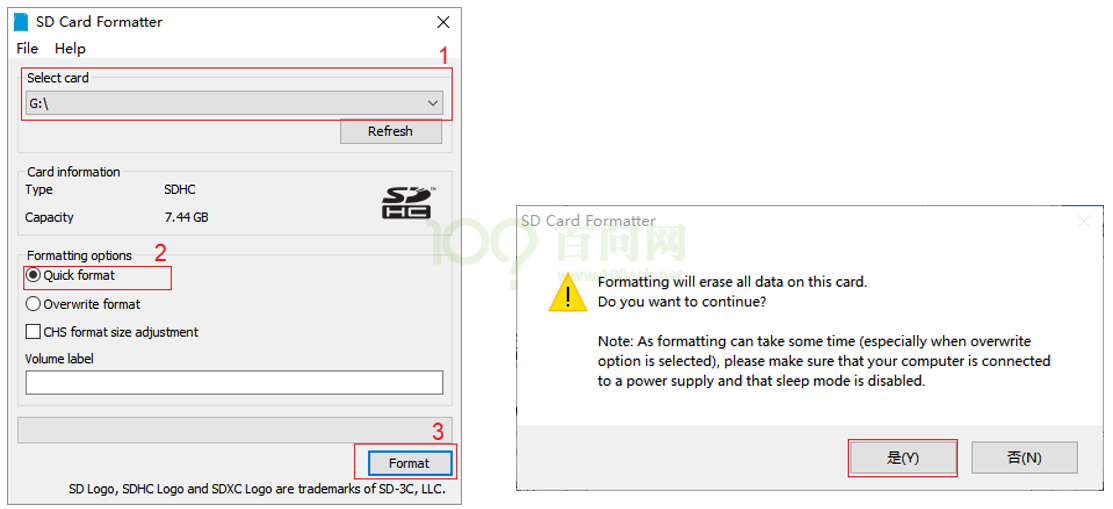 SD Card Formatter
File Help
1
Select card
G:\
Refresh
Card information
Type SDHC
Capacity 7.44 GB
SD HC
Formatting options
2
Quick format
Overwrite format
CHS format size adjustment
Volume label
3
Format
SD Logo, SDHC Logo and SDXC Logo are trademarks of SD-3C, LLC.
100 百问网
www.100ask.net
SD Card Formatter
Formatting will erase all data on this card.
Do you want to continue?
Note: As formatting can take some time (especially when overwrite
option is selected), please make sure that your computer is connected
to a power supply and that sleep mode is disabled.
是(Y) 否(N)